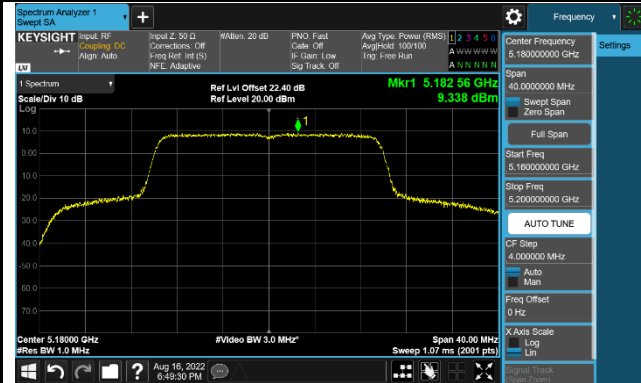 Spectrum Analyzer 1
Swept SA
Frequency
KEYSIGHT
Input: RF
Coupling: DC
Align: Auto
Input Z: 50 Ω
Corrections: Off
Freq Ref: Int (S)
NFE: Adaptive
#Atten: 20 dB
PNO: Fast
Gate: Off
IF Gain: Low
Sig Track: Off
Avg Type: Power (RMS)
Avg|Hold: 100/100
Trig: Free Run
1 2 3 4 5 6
A W W W W W
A N N N N N
LXI
1 Spectrum
Scale/Div 10 dB
Log
Ref Lvl Offset 22.40 dB
Ref Level 20.00 dBm
Mkr1 5.182 56 GHz
9.338 dBm
1
10.0
0.00
-10.0
-20.0
-30.0
-40.0
-50.0
-60.0
-70.0
Center 5.18000 GHz
#Res BW 1.0 MHz
#Video BW 3.0 MHz*
Span 40.00 MHz
Sweep 1.07 ms (2001 pts)
Center Frequency
5.180000000 GHz
Settings
Span
40.0000000 MHz
Swept Span
Zero Span
Full Span
Start Freq
5.160000000 GHz
Stop Freq
5.200000000 GHz
AUTO TUNE
CF Step
4.000000 MHz
Auto
Man
Freq Offset
0 Hz
X Axis Scale
Log
Lin
Signal Track
(Span Zoom)
Aug 16, 2022
6:49:30 PM